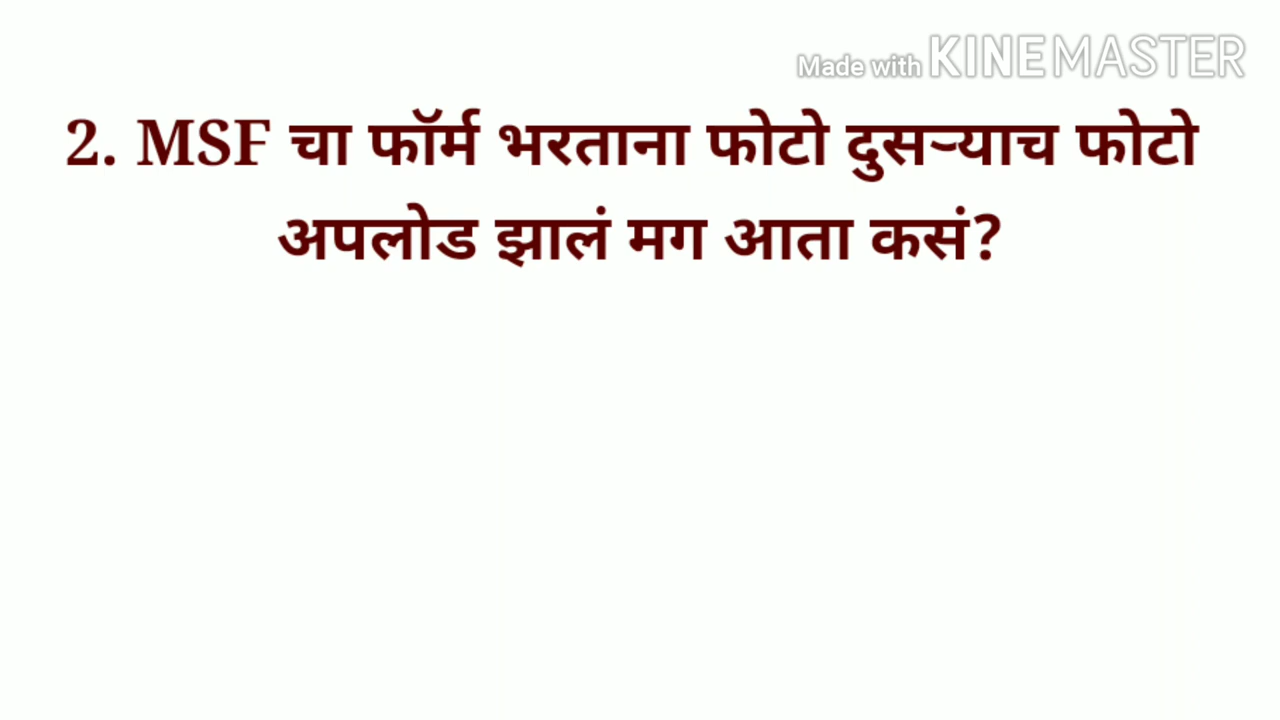 Made with KINEMASTER
2. MSF चा फॉर्म भरताना फोटो दुसऱ्याच फोटो
अपलोड झालं मग आता कसं?